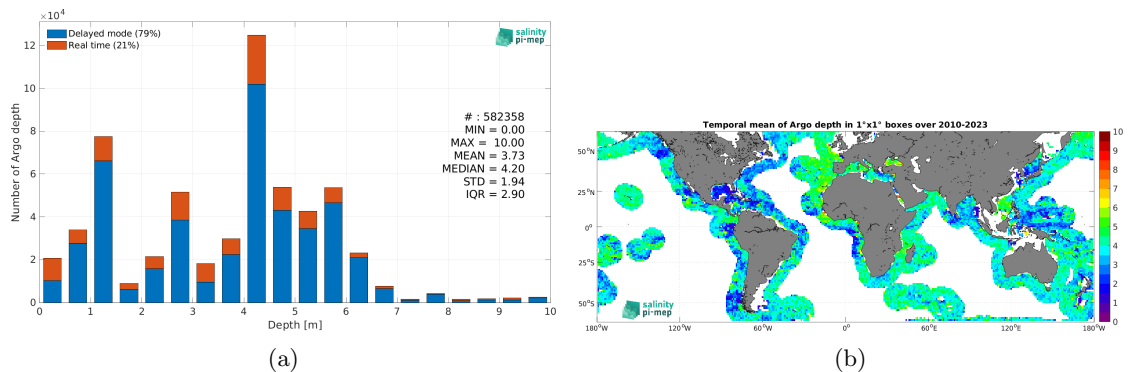 ×10⁴
Delayed mode (79%)
Real time (21%)
salinity
pi-mep
# : 582358
MIN = 0.00
MAX = 10.00
MEAN = 3.73
MEDIAN = 4.20
STD = 1.94
IQR = 2.90
12
10
8
6
4
2
0
Number of Argo depth
0 1 2 3 4 5 6 7 8 9 10
Depth [m]
(a)
Temporal mean of Argo depth in 1°x1° boxes over 2010-2023
50°N
25°N
0°
25°S
50°S
salinity
pi-mep
180°W 120°W 60°W 0° 60°E 120°E 180°W
10
9
8
7
6
5
4
3
2
1
0
(b)